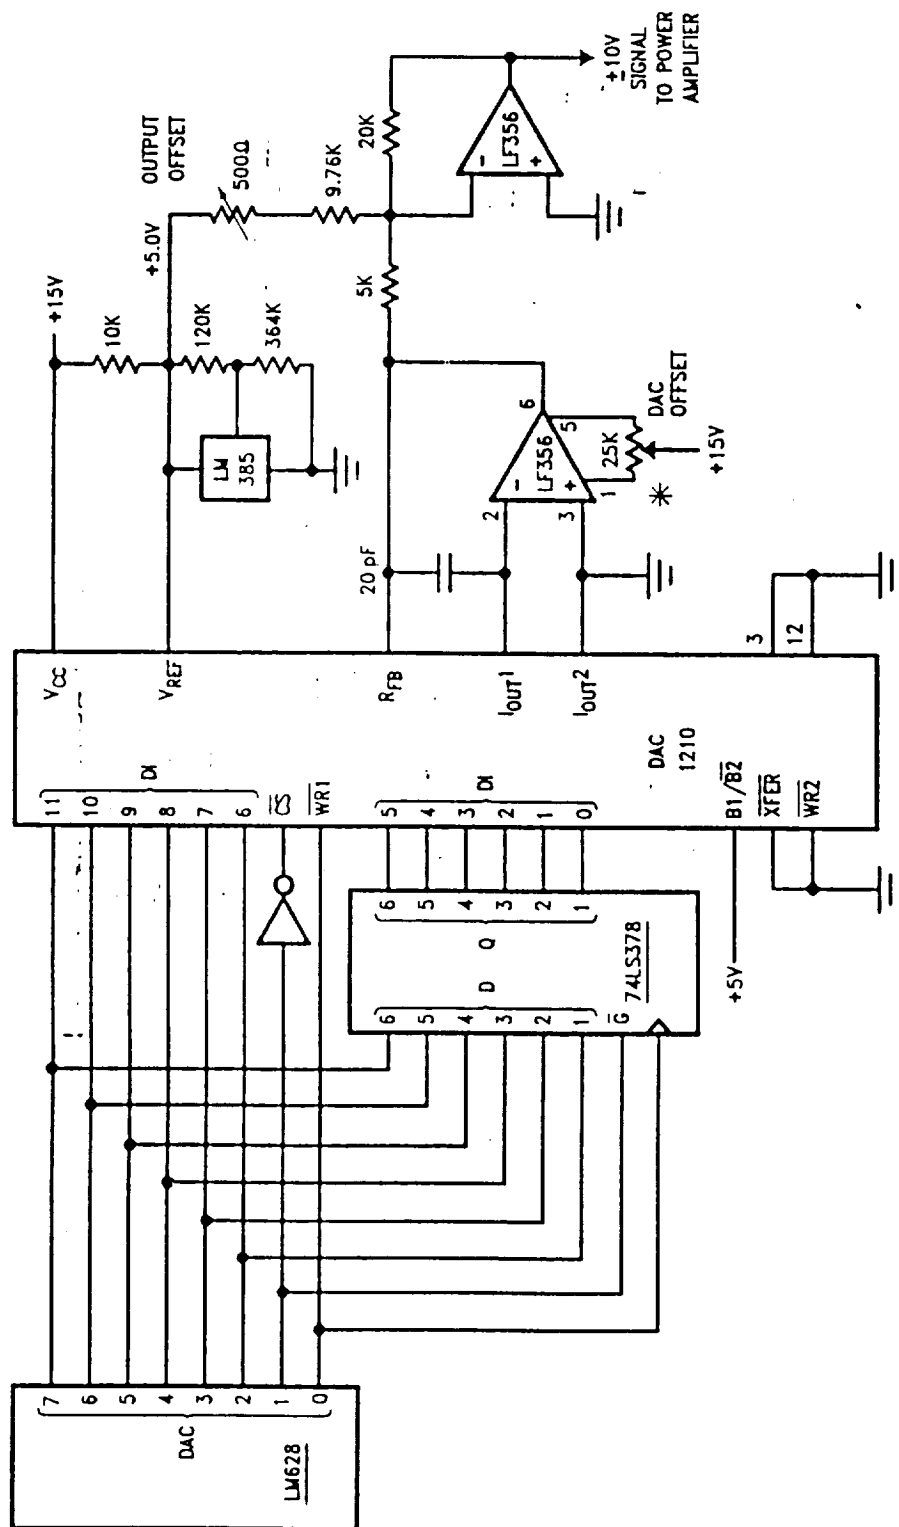 LM628
DAC
7
6
5
4
3
2
1
0
11
10
9
8
7
6
DI
CS
WR1
5
4
3
2
1
0
DI
6
5
4
3
2
1
D
G
6
5
4
3
2
1
Q
74LS378
+5V
B1/B2
XFER
WR2
DAC
1210
VCC
VREF
RFB
IOUT1
IOUT2
3
12
+15V
10K
+5.0V
120K
364K
LM
385
OUTPUT
OFFSET
500Ω
9.76K
20K
5K
20 pF
2
3
LF356
-
+
6
5
1
25K
DAC
OFFSET
+15V
*
LF356
-
+
±10V
SIGNAL
TO POWER
AMPLIFIER